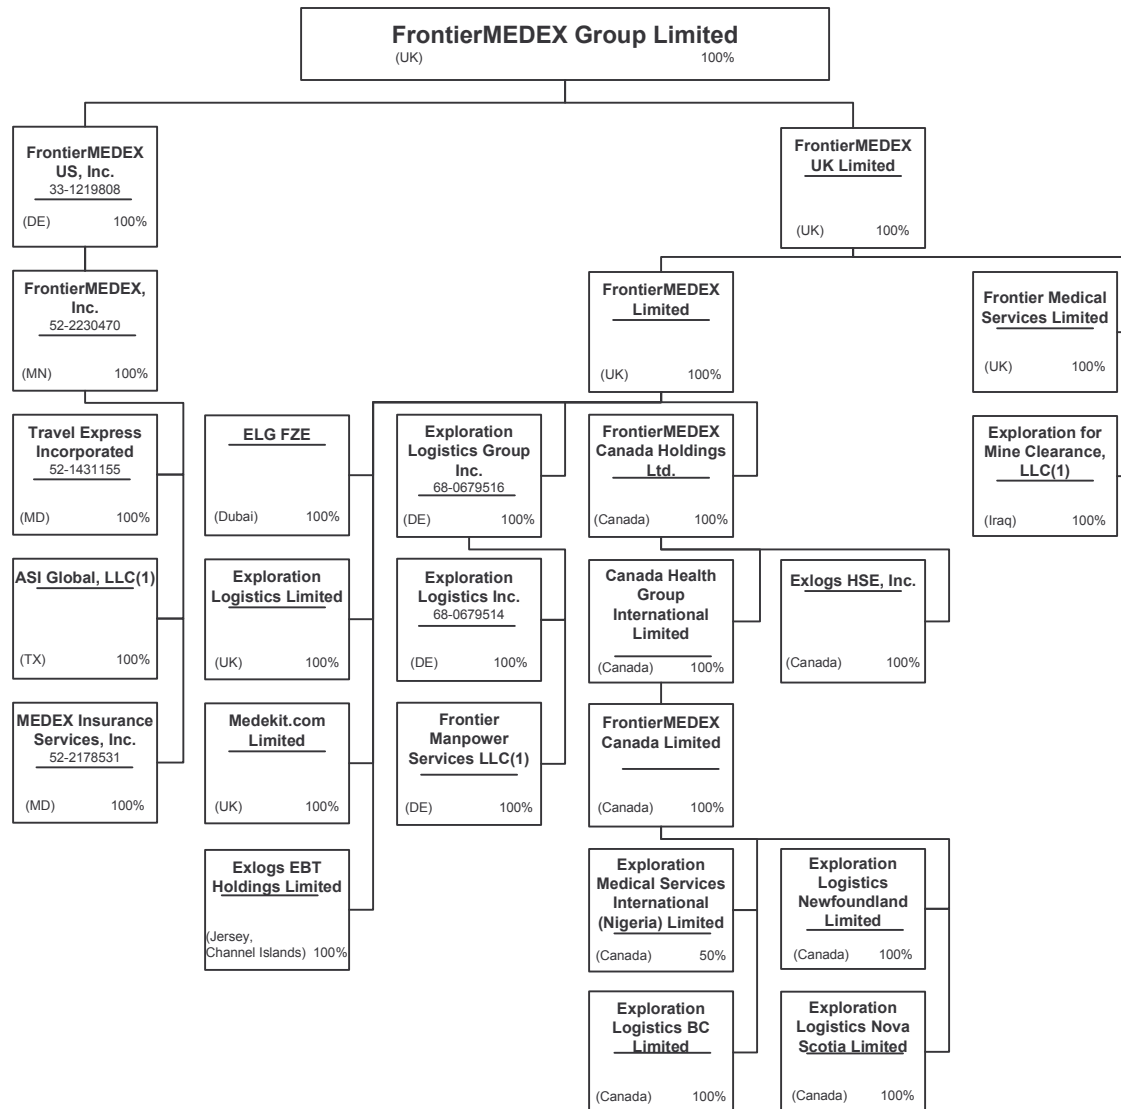 FrontierMEDEX Group Limited
(UK) 100%
FrontierMEDEX
US, Inc.
33-1219808
(DE) 100%
FrontierMEDEX
UK Limited
(UK) 100%
FrontierMEDEX,
Inc.
52-2230470
(MN) 100%
FrontierMEDEX
Limited
(UK) 100%
Frontier Medical
Services Limited
(UK) 100%
Travel Express
Incorporated
52-1431155
(MD) 100%
ELG FZE
(Dubai) 100%
Exploration
Logistics Group
Inc.
68-0679516
(DE) 100%
FrontierMEDEX
Canada Holdings
Ltd.
(Canada) 100%
Exploration for
Mine Clearance,
LLC(1)
(Iraq) 100%
ASI Global, LLC(1)
(TX) 100%
Exploration
Logistics Limited
(UK) 100%
Exploration
Logistics Inc.
68-0679514
(DE) 100%
Canada Health
Group
International
Limited
(Canada) 100%
Exlogs HSE, Inc.
(Canada) 100%
MEDEX Insurance
Services, Inc.
52-2178531
(MD) 100%
Medekit.com
Limited
(UK) 100%
Frontier
Manpower
Services LLC(1)
(DE) 100%
FrontierMEDEX
Canada Limited
(Canada) 100%
Exlogs EBT
Holdings Limited
(Jersey,
Channel Islands) 100%
Exploration
Medical Services
International
(Nigeria) Limited
(Canada) 50%
Exploration
Logistics
Newfoundland
Limited
(Canada) 100%
Exploration
Logistics BC
Limited
(Canada) 100%
Exploration
Logistics Nova
Scotia Limited
(Canada) 100%